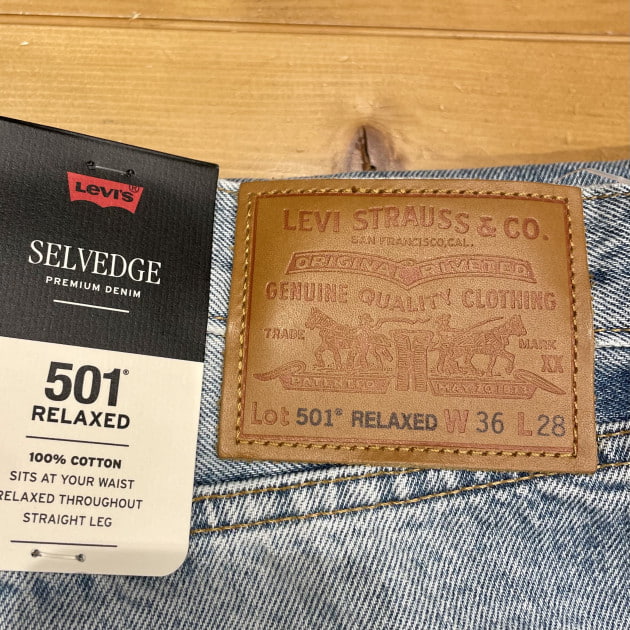 Levi's
SELVEDGE
PREMIUM DENIM
501®
RELAXED
100% COTTON
SITS AT YOUR WAIST
RELAXED THROUGHOUT
STRAIGHT LEG
LEVI STRAUSS & CO.
SAN FRANCISCO, CAL.
ORIGINAL RIVETED
GENUINE QUALITY CLOTHING
TRADE MARK
XX
Lot 501® RELAXED W 36 L 28